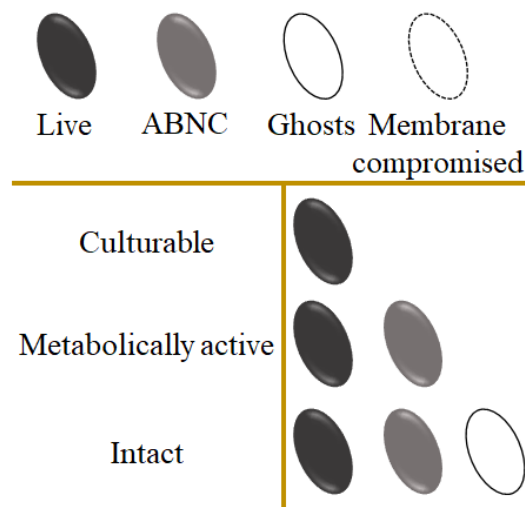 Live ABNC Ghosts Membrane
compromised
Culturable
Metabolically active
Intact